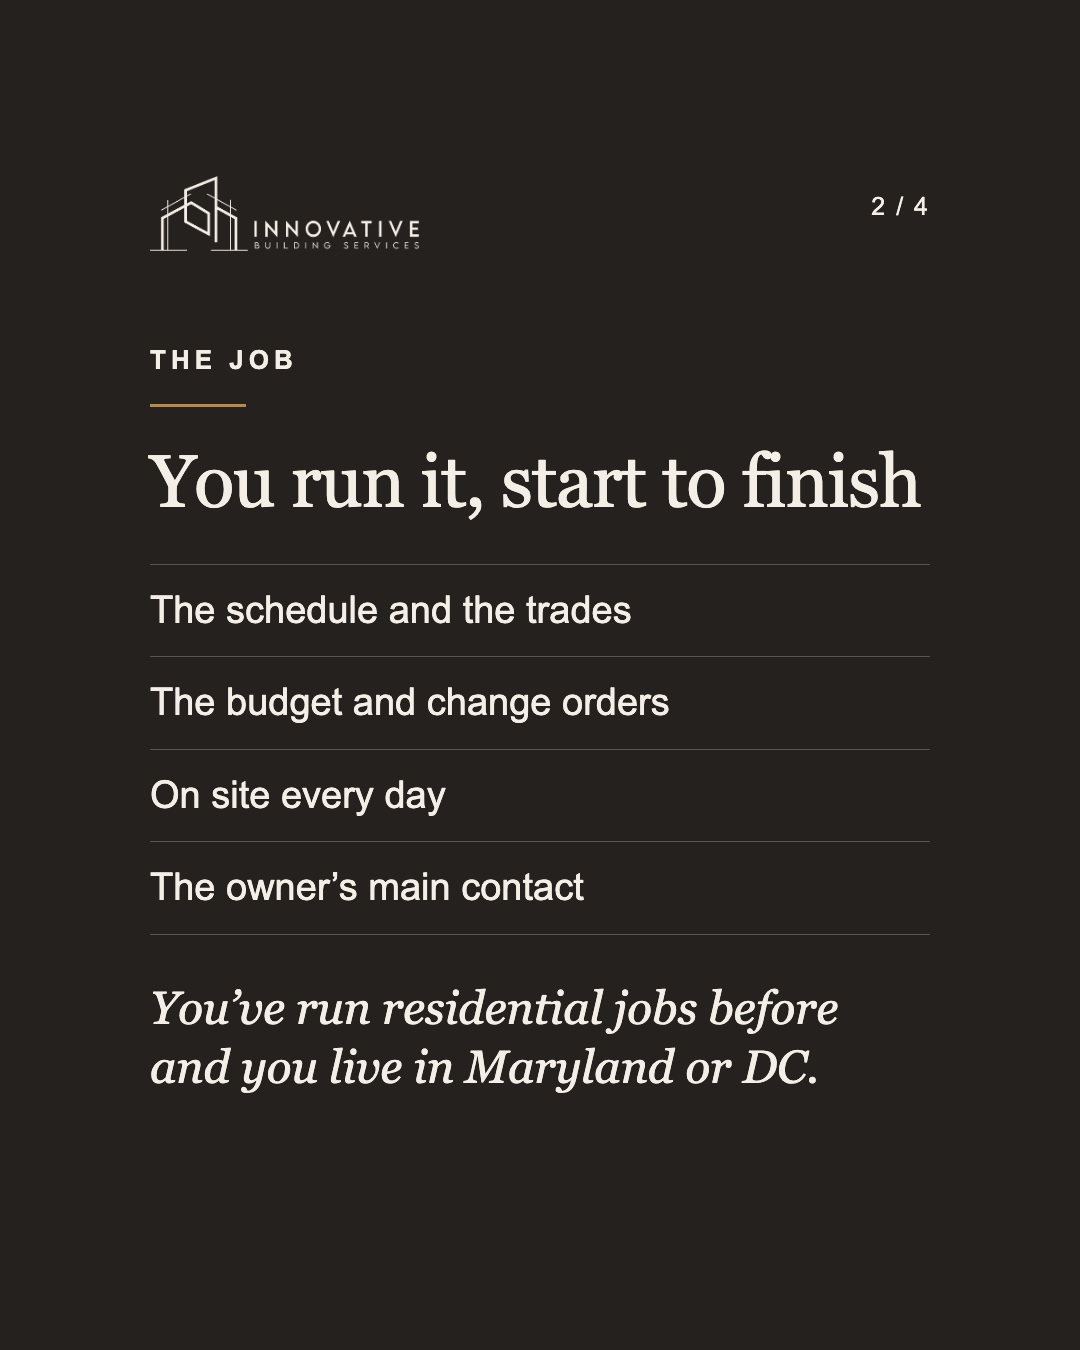 INNOVATIVE
BUILDING SERVICES
2 / 4
THE JOB
You run it, start to finish
The schedule and the trades
The budget and change orders
On site every day
The owner’s main contact
You’ve run residential jobs before
and you live in Maryland or DC.